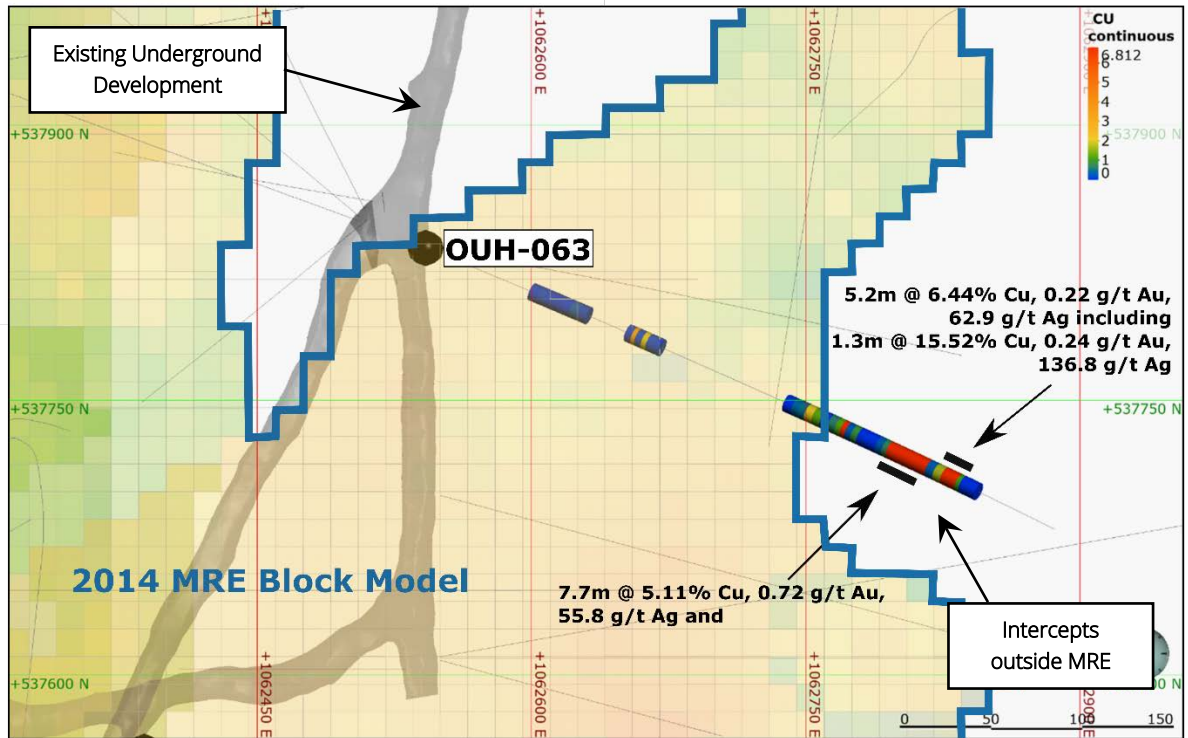 Existing Underground
Development
+1062600 E
+1062750 E
CU
continuous
6.812
6
5
4
3
2
1
0
+537900 N
+537900 N
OUH-063
5.2m @ 6.44% Cu, 0.22 g/t Au,
62.9 g/t Ag including
1.3m @ 15.52% Cu, 0.24 g/t Au,
136.8 g/t Ag
+537750 N
+537750 N
2014 MRE Block Model
7.7m @ 5.11% Cu, 0.72 g/t Au,
55.8 g/t Ag and
Intercepts
outside MRE
+537600 N
+1062450 E
+1062600 E
+1062750 E
0 50 100 150